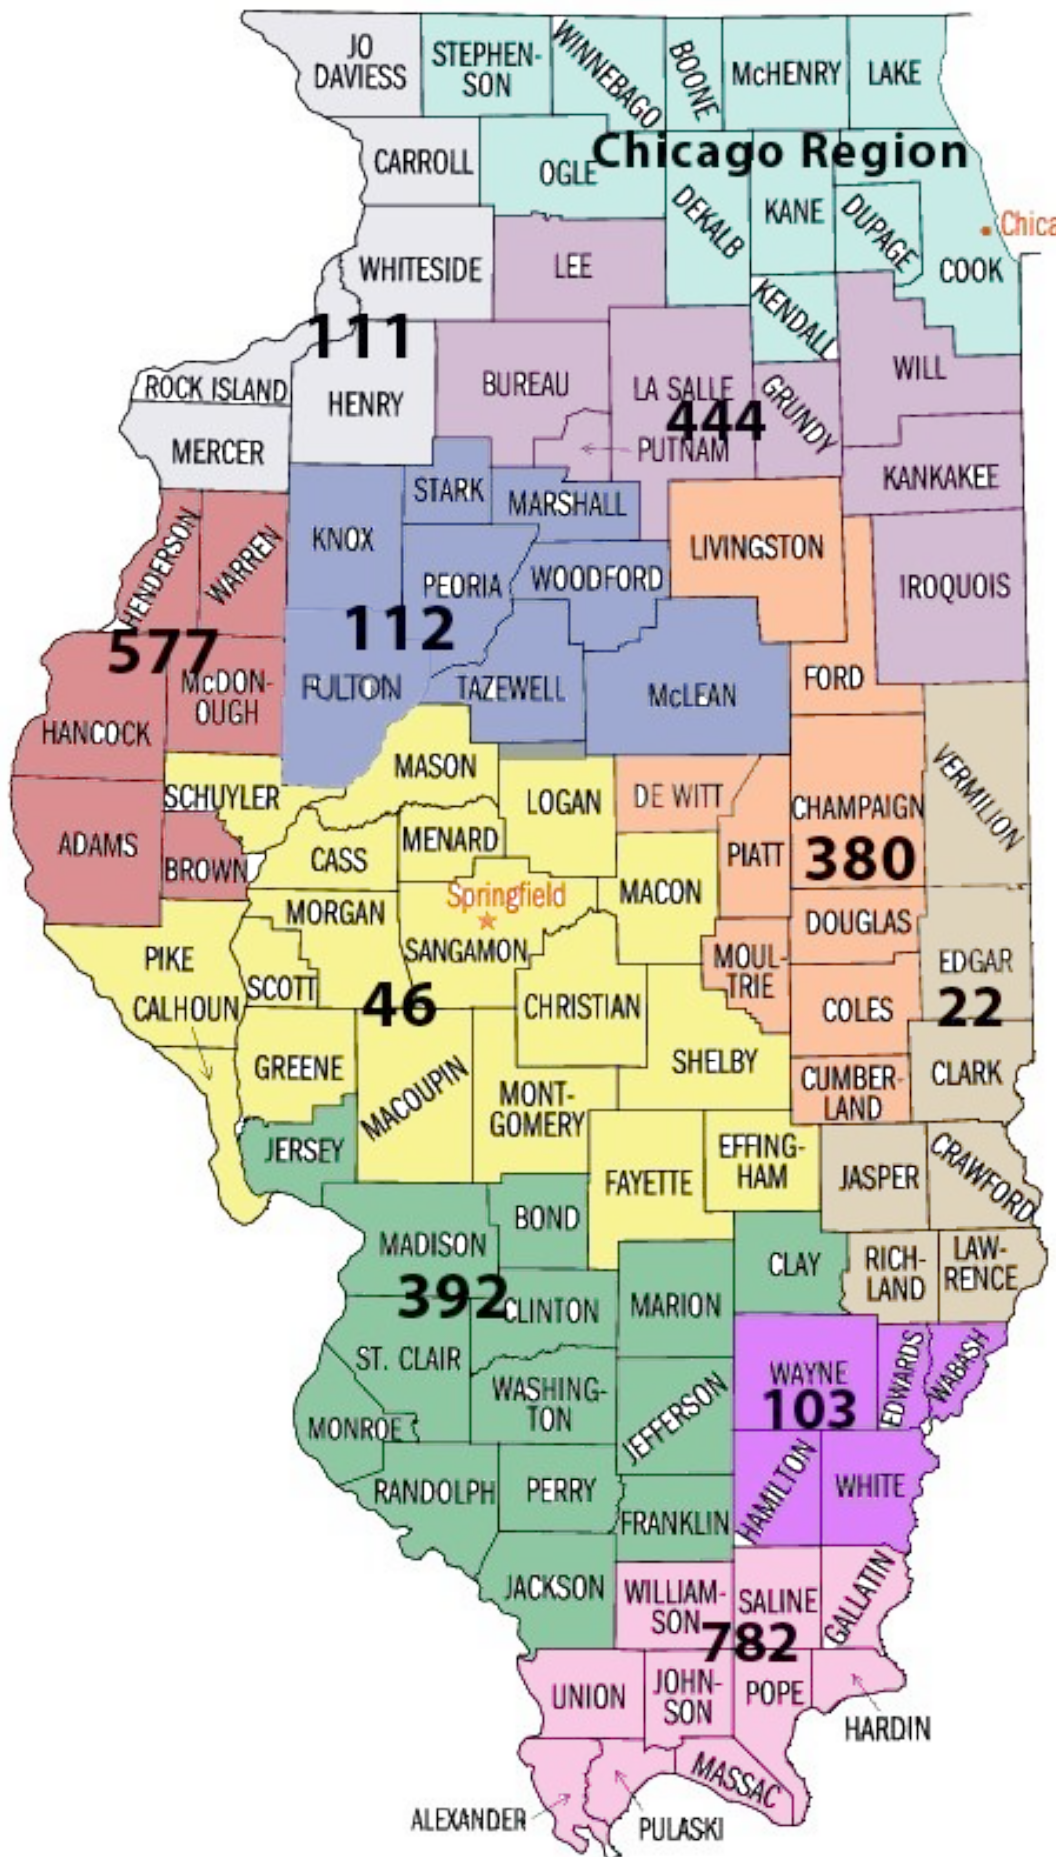 JO
DAVIESS
STEPHEN-
SON
WINNEBAGO
BOONE
McHENRY
LAKE
CARROLL
OGLE
Chicago Region
DEKALB
KANE
DUPAGE
COOK
Chica
WHITESIDE
LEE
KENDALL
111
ROCK ISLAND
HENRY
BUREAU
LA SALLE
444
PUTNAM
GRUNDY
WILL
MERCER
KANKAKEE
STARK
MARSHALL
KNOX
HENDERSON
WARREN
PEORIA
WOODFORD
LIVINGSTON
IROQUOIS
577
112
McDON-
OUGH
FULTON
TAZEWELL
McLEAN
FORD
HANCOCK
MASON
SCHUYLER
LOGAN
DE WITT
CHAMPAIGN
VERMILION
ADAMS
BROWN
CASS
MENARD
PIATT
380
MACON
Springfield
MORGAN
SANGAMON
DOUGLAS
PIKE
SCOTT
MOUL-
TRIE
EDGAR
CALHOUN
46
CHRISTIAN
COLES
22
GREENE
MACOUPIN
MONT-
GOMERY
SHELBY
CUMBER-
LAND
CLARK
JERSEY
FAYETTE
EFFING-
HAM
JASPER
CRAWFORD
BOND
MADISON
CLAY
RICH-
LAND
LAW-
RENCE
392
CLINTON
MARION
ST. CLAIR
WASHING-
TON
JEFFERSON
WAYNE
103
EDWARDS
WABASH
MONROE
RANDOLPH
PERRY
FRANKLIN
HAMILTON
WHITE
JACKSON
WILLIAM-
SON
SALINE
GALLATIN
782
UNION
JOHN-
SON
POPE
HARDIN
MASSAC
ALEXANDER
PULASKI